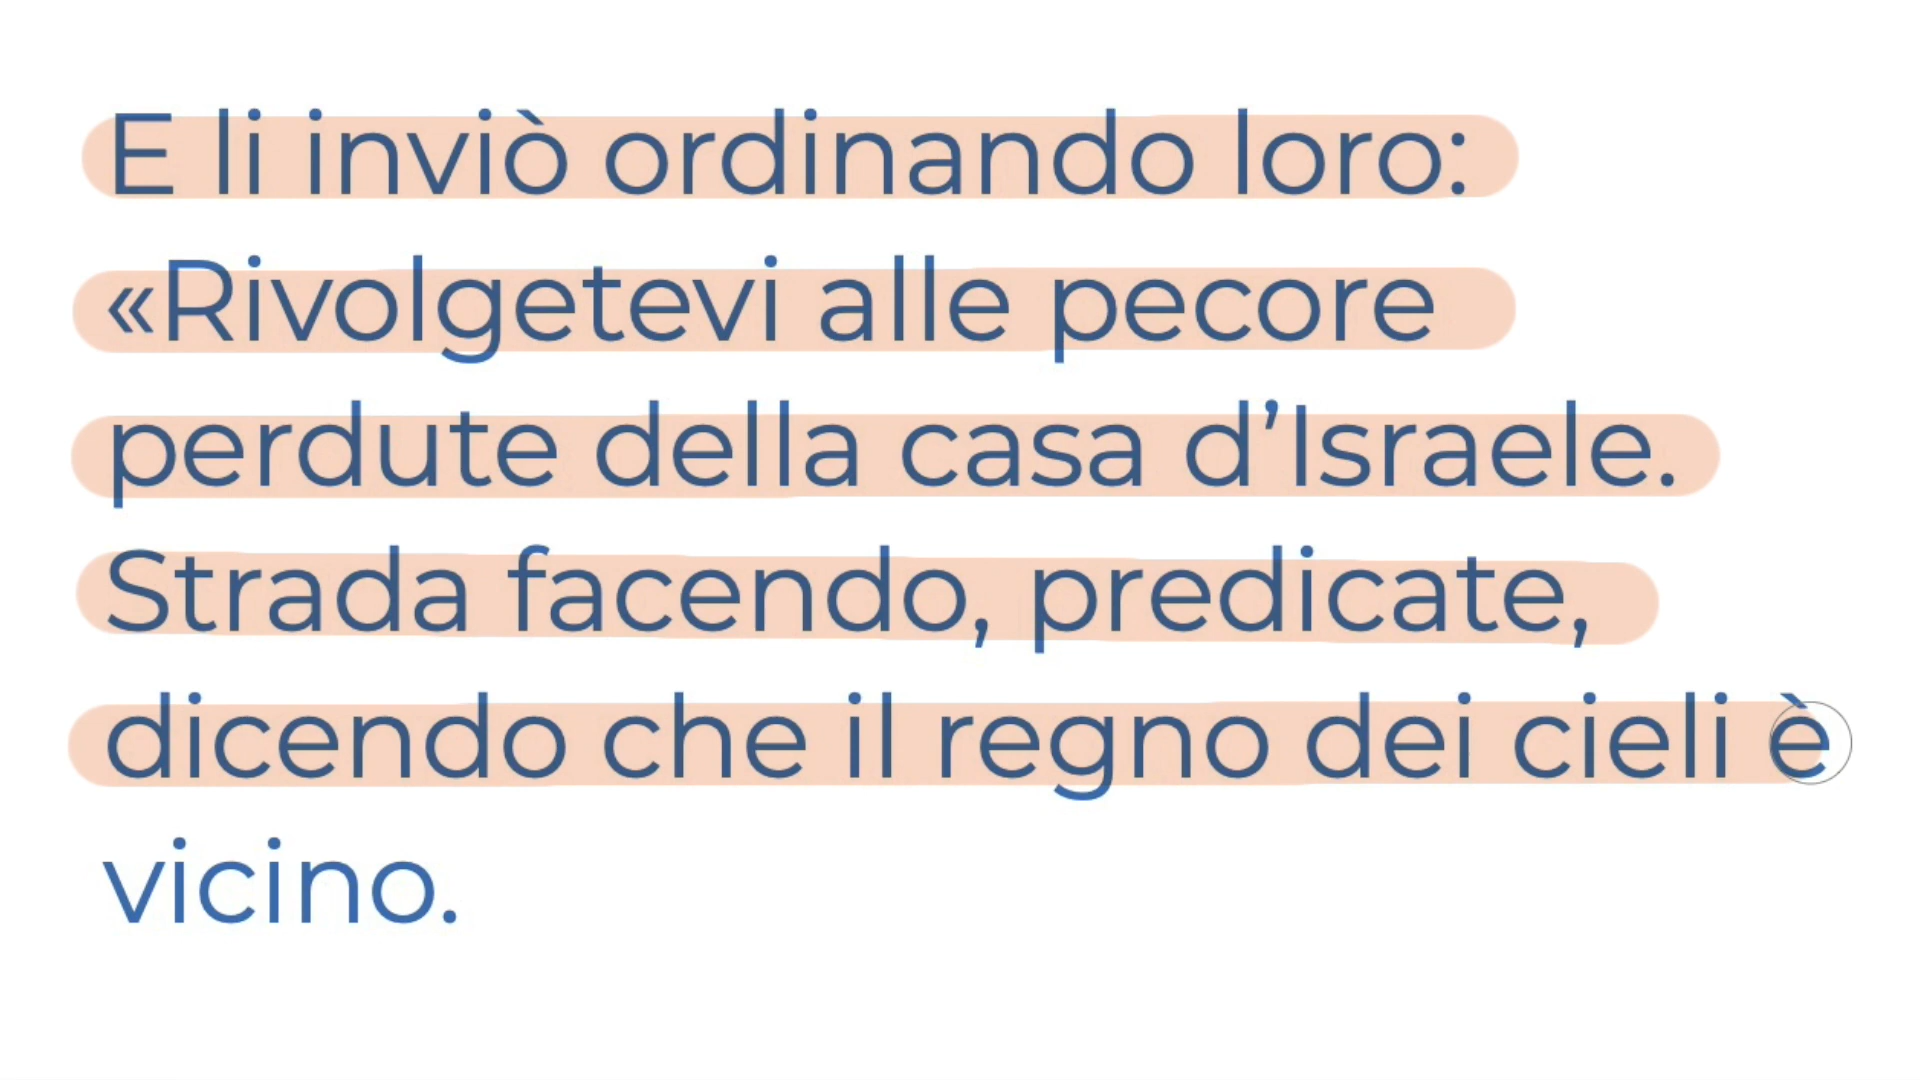 E li inviò ordinando loro:
«Rivolgetevi alle pecore
perdute della casa d’Israele.
Strada facendo, predicate,
dicendo che il regno dei cieli è
vicino.